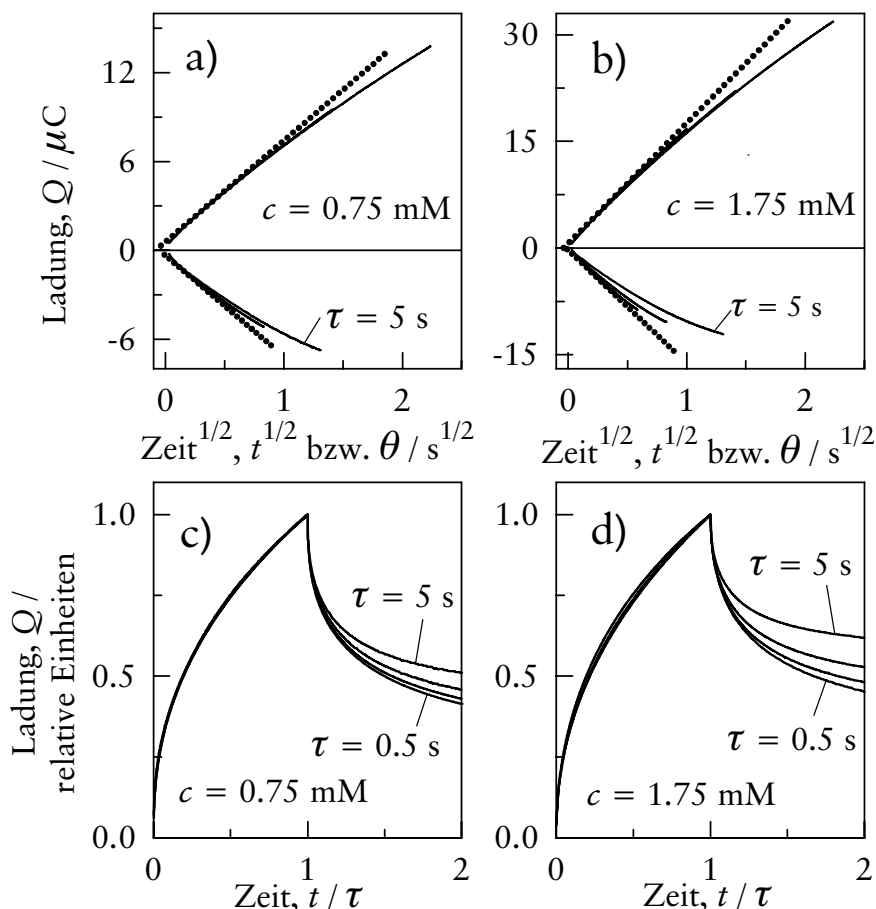 a)
b)
12
6
0
-6
30
15
0
-15
Ladung, Q / μC
c = 0.75 mM
c = 1.75 mM
τ = 5 s
τ = 5 s
0 1 2
0 1 2
Zeit^{1/2}, t^{1/2} bzw. θ / s^{1/2}
Zeit^{1/2}, t^{1/2} bzw. θ / s^{1/2}
c)
d)
1.0
0.5
0.0
1.0
0.5
0.0
Ladung, Q /
relative Einheiten
τ = 5 s
τ = 5 s
τ = 0.5 s
τ = 0.5 s
c = 0.75 mM
c = 1.75 mM
0 1 2
0 1 2
Zeit, t / τ
Zeit, t / τ